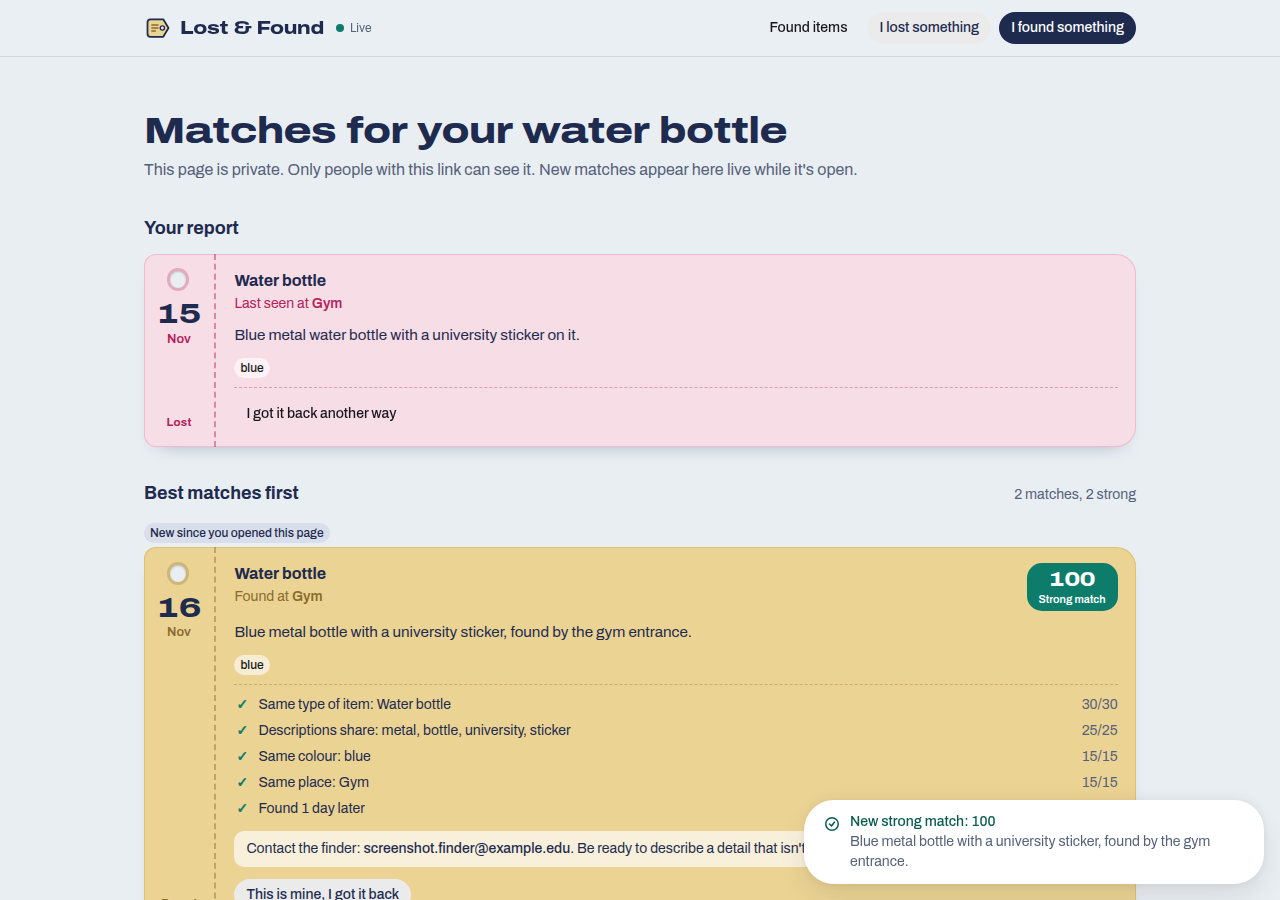 Lost & Found
Live
Found items
I lost something
I found something
Matches for your water bottle
This page is private. Only people with this link can see it. New matches appear here live while it's open.
Your report
15
Nov
Lost
Water bottle
Last seen at Gym
Blue metal water bottle with a university sticker on it.
blue
I got it back another way
Best matches first
2 matches, 2 strong
New since you opened this page
16
Nov
Water bottle
Found at Gym
100
Strong match
Blue metal bottle with a university sticker, found by the gym entrance.
blue
✓ Same type of item: Water bottle 30/30
✓ Descriptions share: metal, bottle, university, sticker 25/25
✓ Same colour: blue 15/15
✓ Same place: Gym 15/15
✓ Found 1 day later
Contact the finder: screenshot.finder@example.edu. Be ready to describe a detail that isn't
This is mine, I got it back
New strong match: 100
Blue metal bottle with a university sticker, found by the gym
entrance.